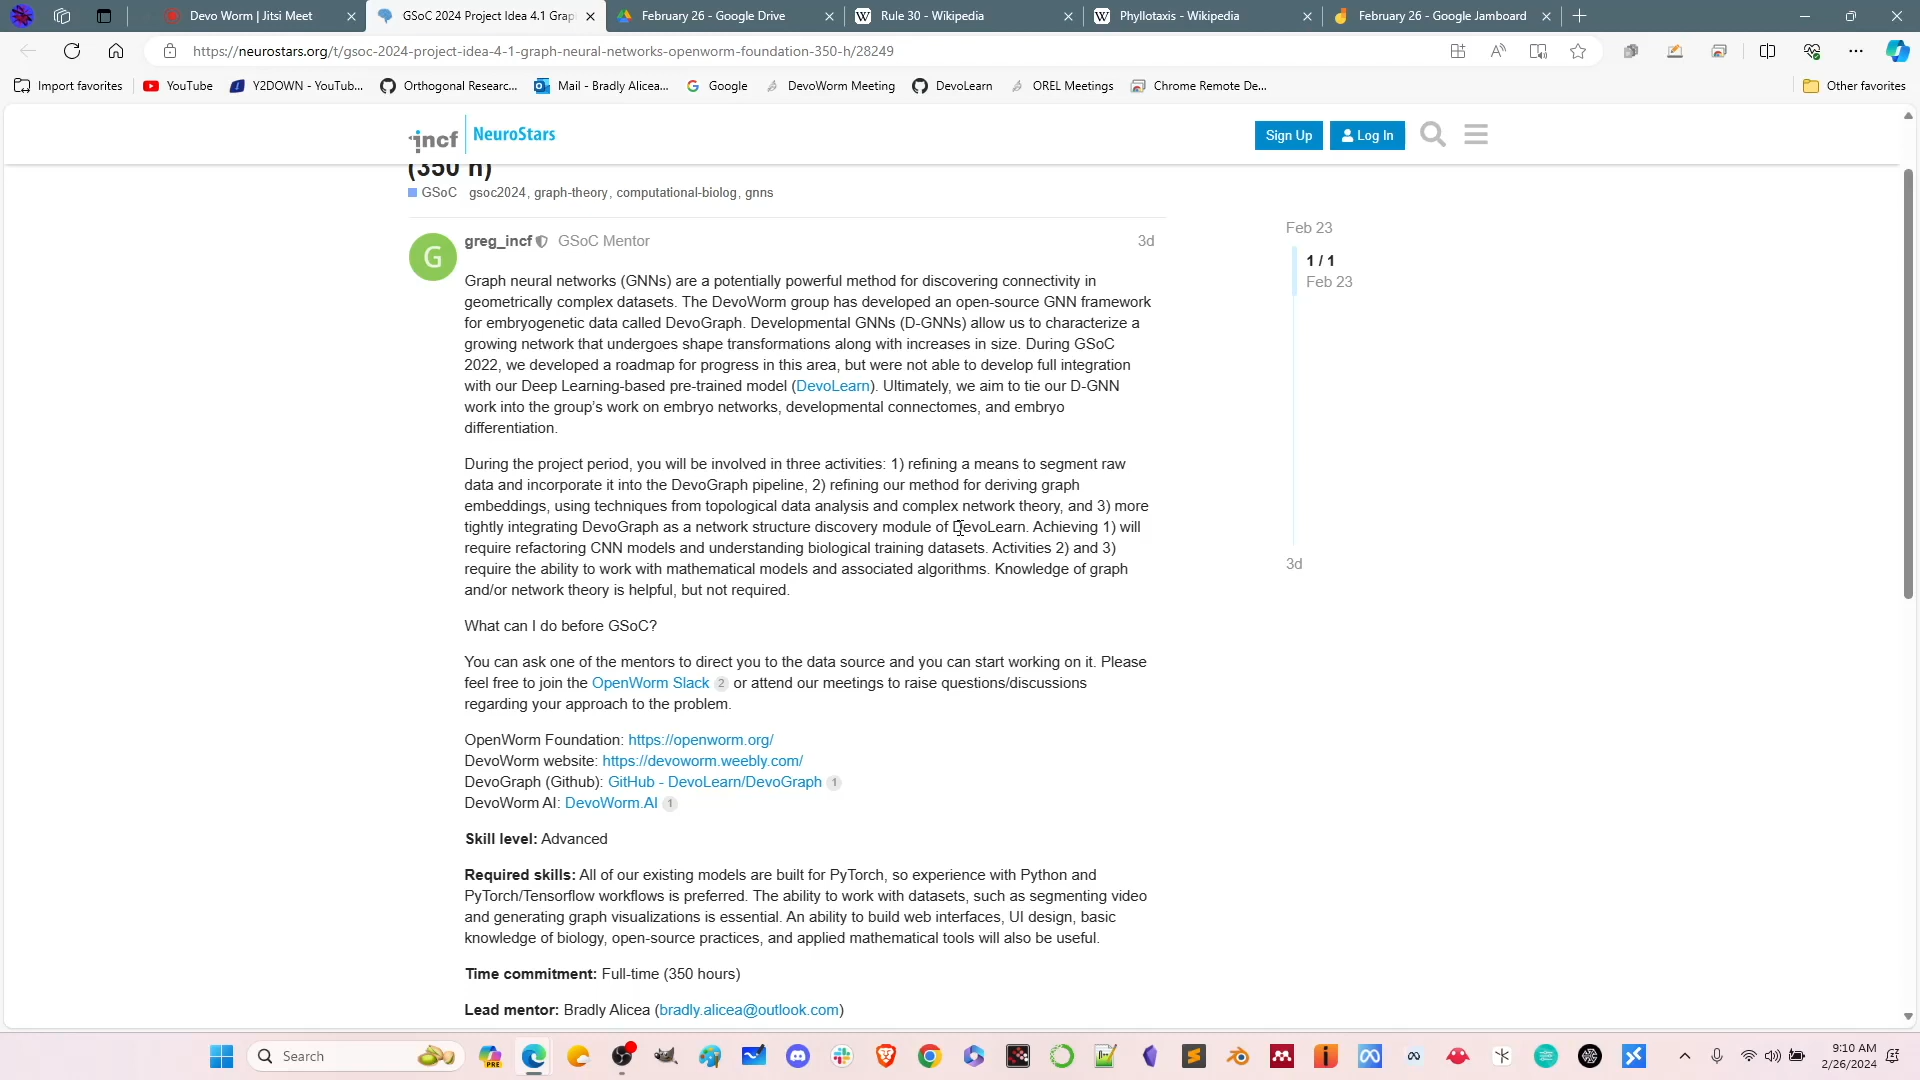 Devo Worm | Jitsi Meet
GSoC 2024 Project Idea 4.1 Grap
February 26 - Google Drive
Rule 30 - Wikipedia
Phyllotaxis - Wikipedia
February 26 - Google Jamboard
https://neurostars.org/t/gsoc-2024-project-idea-4-1-graph-neural-networks-openworm-foundation-350-h/28249
Import favorites
YouTube
Y2DOWN - YouTub...
Orthogonal Researc...
Mail - Bradly Alicea...
Google
DevoWorm Meeting
DevoLearn
OREL Meetings
Chrome Remote De...
Other favorites
incf NeuroStars
Sign Up
Log In
(350 h)
GSoC gsoc2024, graph-theory, computational-biolog, gnns
G
greg_incf GSoC Mentor 3d
Graph neural networks (GNNs) are a potentially powerful method for discovering connectivity in
geometrically complex datasets. The DevoWorm group has developed an open-source GNN framework
for embryogenetic data called DevoGraph. Developmental GNNs (D-GNNs) allow us to characterize a
growing network that undergoes shape transformations along with increases in size. During GSoC
2022, we developed a roadmap for progress in this area, but were not able to develop full integration
with our Deep Learning-based pre-trained model (DevoLearn). Ultimately, we aim to tie our D-GNN
work into the group's work on embryo networks, developmental connectomes, and embryo
differentiation.
During the project period, you will be involved in three activities: 1) refining a means to segment raw
data and incorporate it into the DevoGraph pipeline, 2) refining our method for deriving graph
embeddings, using techniques from topological data analysis and complex network theory, and 3) more
tightly integrating DevoGraph as a network structure discovery module of DevoLearn. Achieving 1) will
require refactoring CNN models and understanding biological training datasets. Activities 2) and 3)
require the ability to work with mathematical models and associated algorithms. Knowledge of graph
and/or network theory is helpful, but not required.
What can I do before GSoC?
You can ask one of the mentors to direct you to the data source and you can start working on it. Please
feel free to join the OpenWorm Slack 2 or attend our meetings to raise questions/discussions
regarding your approach to the problem.
OpenWorm Foundation: https://openworm.org/
DevoWorm website: https://devoworm.weebly.com/
DevoGraph (Github): GitHub - DevoLearn/DevoGraph 1
DevoWorm AI: DevoWorm.AI 1
Skill level: Advanced
Required skills: All of our existing models are built for PyTorch, so experience with Python and
PyTorch/Tensorflow workflows is preferred. The ability to work with datasets, such as segmenting video
and generating graph visualizations is essential. An ability to build web interfaces, UI design, basic
knowledge of biology, open-source practices, and applied mathematical tools will also be useful.
Time commitment: Full-time (350 hours)
Lead mentor: Bradly Alicea (bradly.alicea@outlook.com)
Feb 23
1 / 1
Feb 23
3d
Search
PRE
9:10 AM
2/26/2024